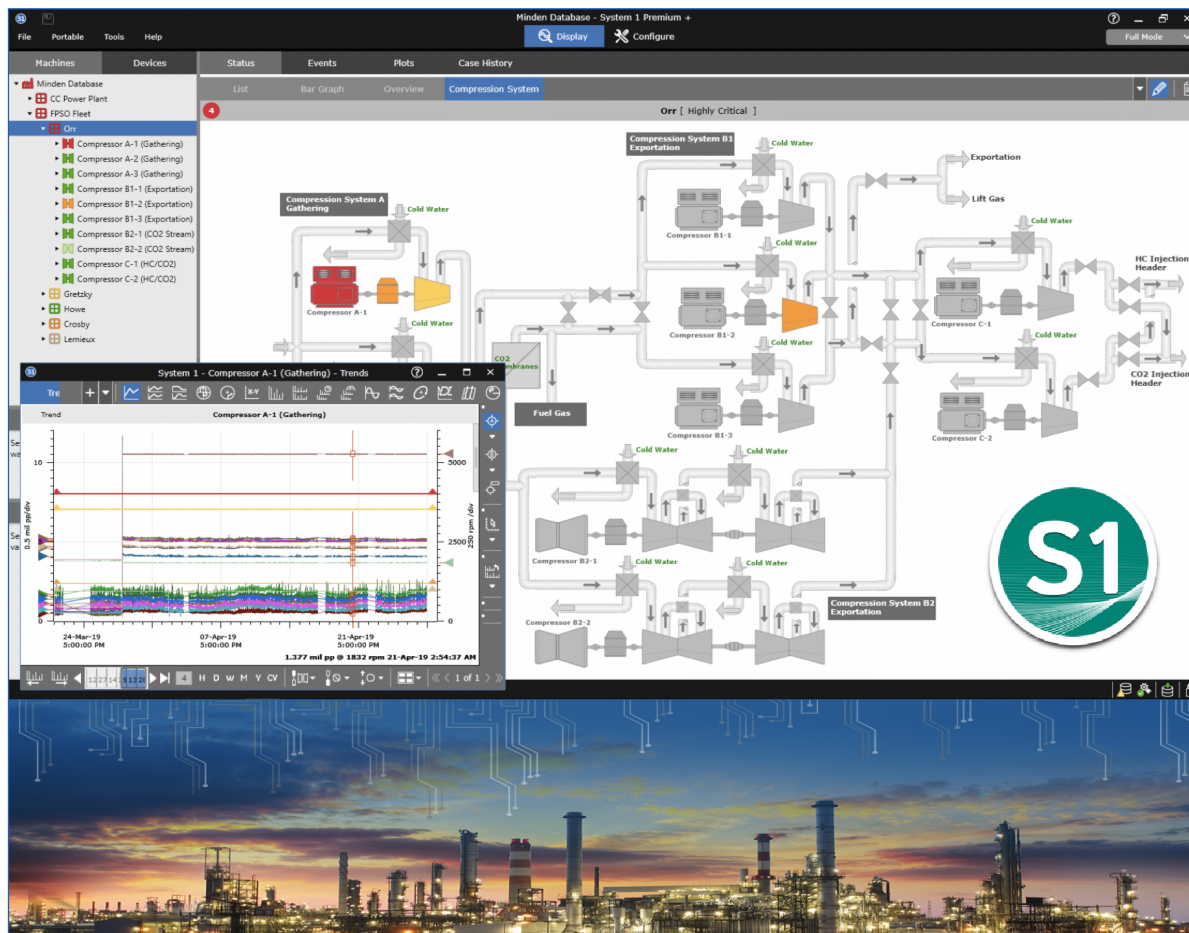 S1
Minden Database - System 1 Premium +
File Portable Tools Help
Display Configure
Full Mode
Machines Devices
Status Events Plots Case History
List Bar Graph Overview Compression System
4
Orr [ Highly Critical ]
Minden Database
CC Power Plant
FPSO Fleet
Orr
Compressor A-1 (Gathering)
Compressor A-2 (Gathering)
Compressor A-3 (Gathering)
Compressor B1-1 (Exportation)
Compressor B1-2 (Exportation)
Compressor B1-3 (Exportation)
Compressor B2-1 (CO2 Stream)
Compressor B2-2 (CO2 Stream)
Compressor C-1 (HC/CO2)
Compressor C-2 (HC/CO2)
Gretzky
Howe
Crosby
Lemieux
Compression System A
Gathering
Cold Water
Compressor A-1
Cold Water
Compression System B1
Exportation
Cold Water
Compressor B1-1
Cold Water
Compressor B1-2
Cold Water
Compressor B1-3
Exportation
Lift Gas
Cold Water
Compressor C-1
HC Injection
Header
Cold Water
Compressor C-2
CO2 Injection
Header
CO2
Fuel Gas
Cold Water
Cold Water
Compressor B2-1
Cold Water
Cold Water
Compressor B2-2
Compression System B2
Exportation
S1
S1
System 1 - Compressor A-1 (Gathering) - Trends
Tre
Trend
Compressor A-1 (Gathering)
10
5
0
0.5 mil pp/div
5000
2500
0
250 rpm /div
24-Mar-19
5:00:00 PM
07-Apr-19
5:00:00 PM
21-Apr-19
5:00:00 PM
1.377 mil pp @ 1832 rpm 21-Apr-19 2:54:37 AM
4 H D W M Y CV
1 of 1